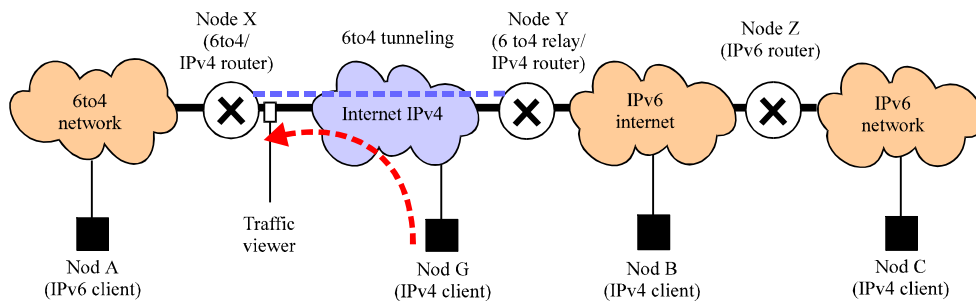 Node X
(6to4/
IPv4 router)
6to4 tunneling
Node Y
(6 to4 relay/
IPv4 router)
Node Z
(IPv6 router)
6to4
network
Internet IPv4
IPv6
internet
IPv6
network
Traffic
viewer
Nod A
(IPv6 client)
Nod G
(IPv4 client)
Nod B
(IPv4 client)
Nod C
(IPv4 client)